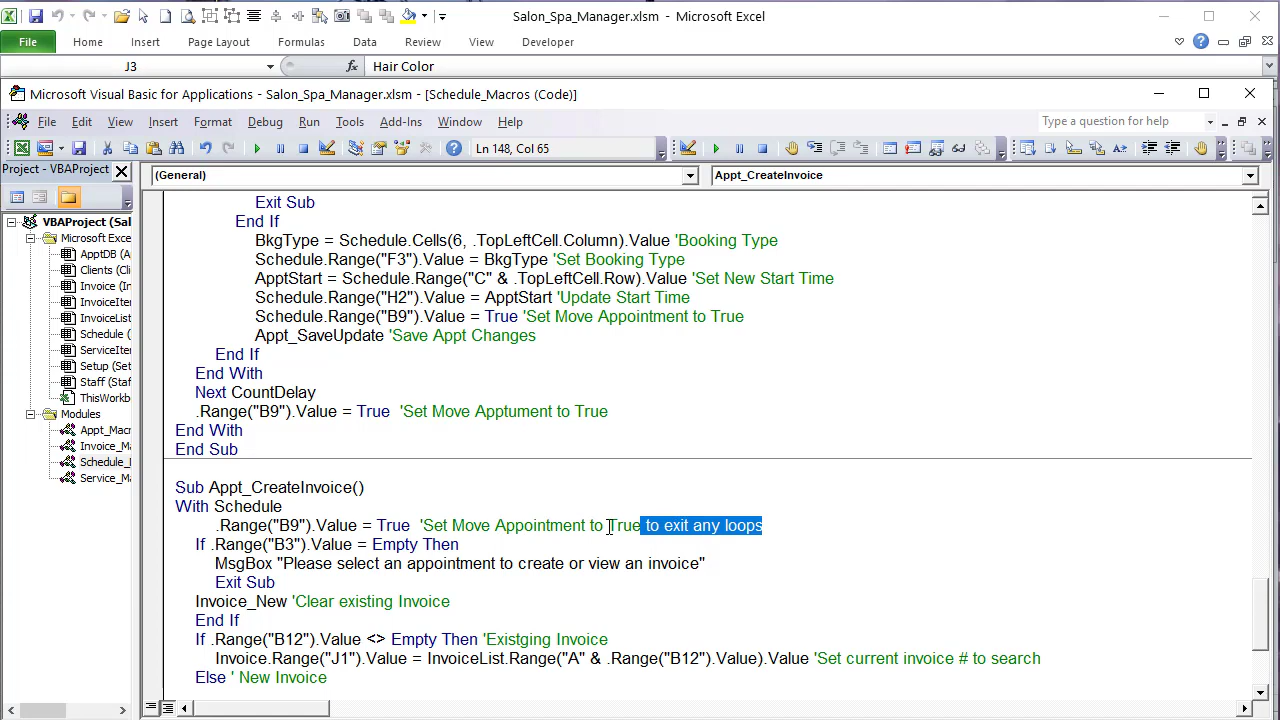 Salon_Spa_Manager.xlsm - Microsoft Excel
File Home Insert Page Layout Formulas Data Review View Developer
J3 fx Hair Color
Microsoft Visual Basic for Applications - Salon_Spa_Manager.xlsm - [Schedule_Macros (Code)]
File Edit View Insert Format Debug Run Tools Add-Ins Window Help Type a question for help
Ln 148, Col 65
Project - VBAProject
(General) Appt_CreateInvoice
VBAProject (Sal
Microsoft Exce
ApptDB (A
Clients (Cli
Invoice (In
InvoiceIter
InvoiceList
Schedule (
ServiceIter
Setup (Set
Staff (Staf
ThisWorkb
Modules
Appt_Macr
Invoice_Ma
Schedule_M
Service_Ma
Exit Sub
End If
BkgType = Schedule.Cells(6, .TopLeftCell.Column).Value 'Booking Type
Schedule.Range("F3").Value = BkgType 'Set Booking Type
ApptStart = Schedule.Range("C" & .TopLeftCell.Row).Value 'Set New Start Time
Schedule.Range("H2").Value = ApptStart 'Update Start Time
Schedule.Range("B9").Value = True 'Set Move Appointment to True
Appt_SaveUpdate 'Save Appt Changes
End If
End With
Next CountDelay
.Range("B9").Value = True 'Set Move Apptument to True
End With
End Sub
Sub Appt_CreateInvoice()
With Schedule
.Range("B9").Value = True 'Set Move Appointment to True to exit any loops
If .Range("B3").Value = Empty Then
MsgBox "Please select an appointment to create or view an invoice"
Exit Sub
Invoice_New 'Clear existing Invoice
End If
If .Range("B12").Value <> Empty Then 'Existging Invoice
Invoice.Range("J1").Value = InvoiceList.Range("A" & .Range("B12").Value).Value 'Set current invoice # to search
Else ' New Invoice